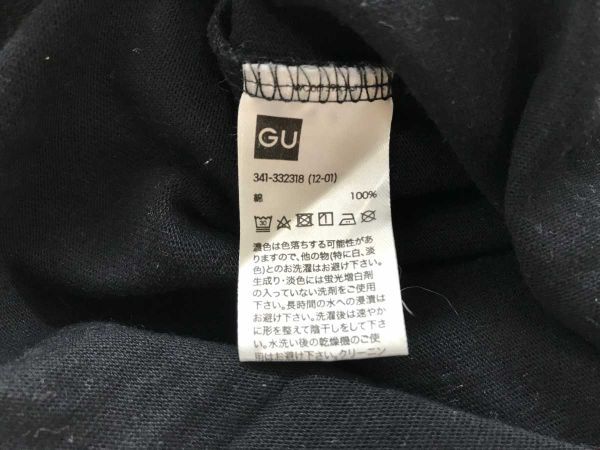 GU
341-332318 (12-01)
綿 100%
濃色は色落ちする可能性があ
りますので、他の物(特に白、淡
色)とのお洗濯はお避け下さい。
生成り・淡色には蛍光増白剤
の入っていない洗剤をご使用
下さい。長時間の水への浸漬は
お避け下さい。洗濯後は速やか
に形を整えて陰干しをして下さ
い。水洗い後の乾燥機のご使
用はお避け下さい。クリーニン